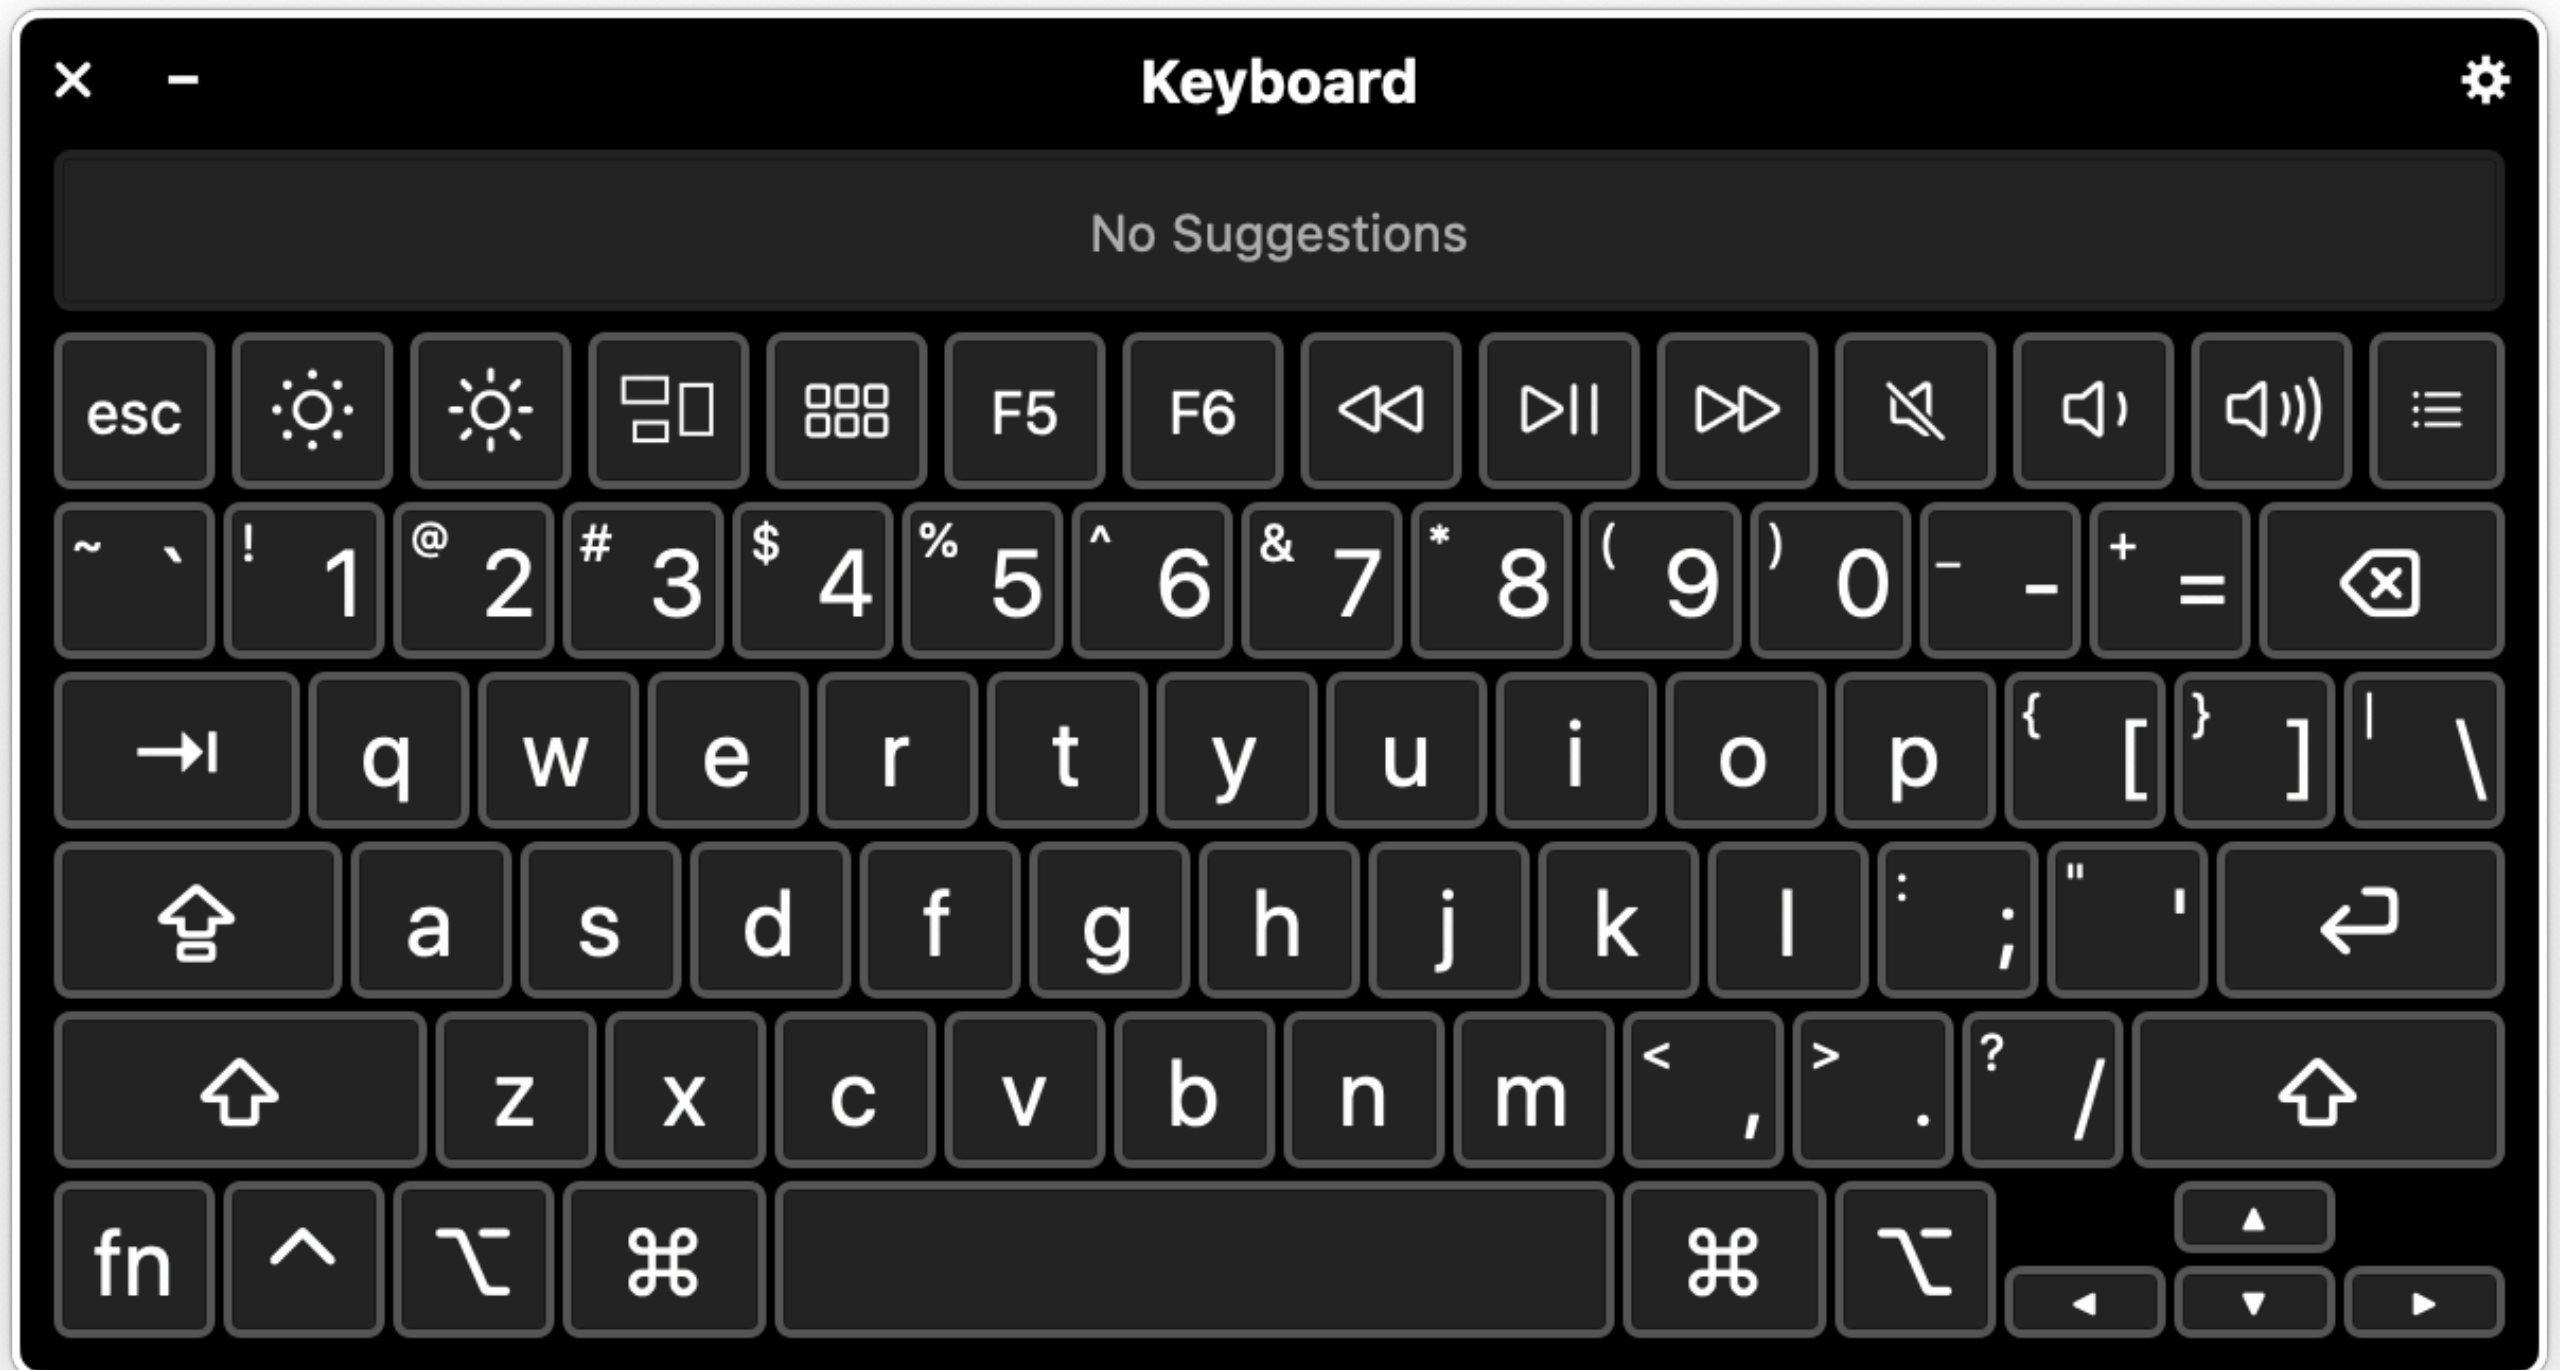 Keyboard
No Suggestions
esc F5 F6
~ ` ! 1 @ 2 # 3 $ 4 % 5 ^ 6 & 7 * 8 ( 9 ) 0 _ - + =
q w e r t y u i o p { [ } ] | \
a s d f g h j k l : ; " '
z x c v b n m < , > . ? /
fn ^ ⌥ ⌘ ⌘ ⌥